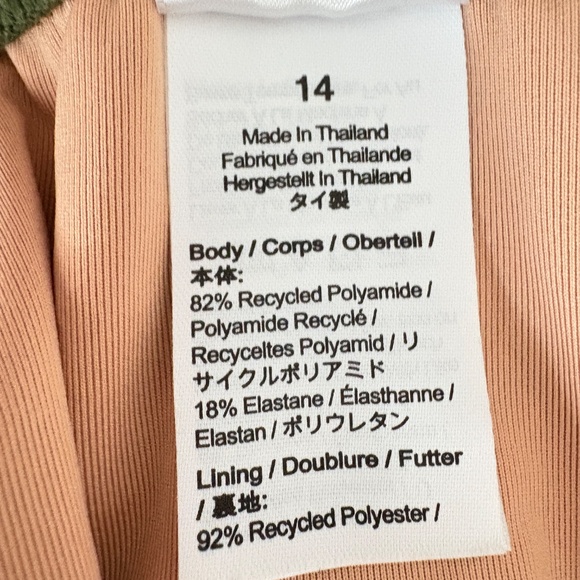 14
Made In Thailand
Fabriqué en Thaïlande
Hergestellt In Thailand
タイ製
Body / Corps / Oberteil /
本体:
82% Recycled Polyamide /
Polyamide Recyclé /
Recyceltes Polyamid / リ
サイクルポリアミド
18% Elastane / Élasthanne /
Elastan / ポリウレタン
Lining / Doublure / Futter
/ 裏地:
92% Recycled Polyester /